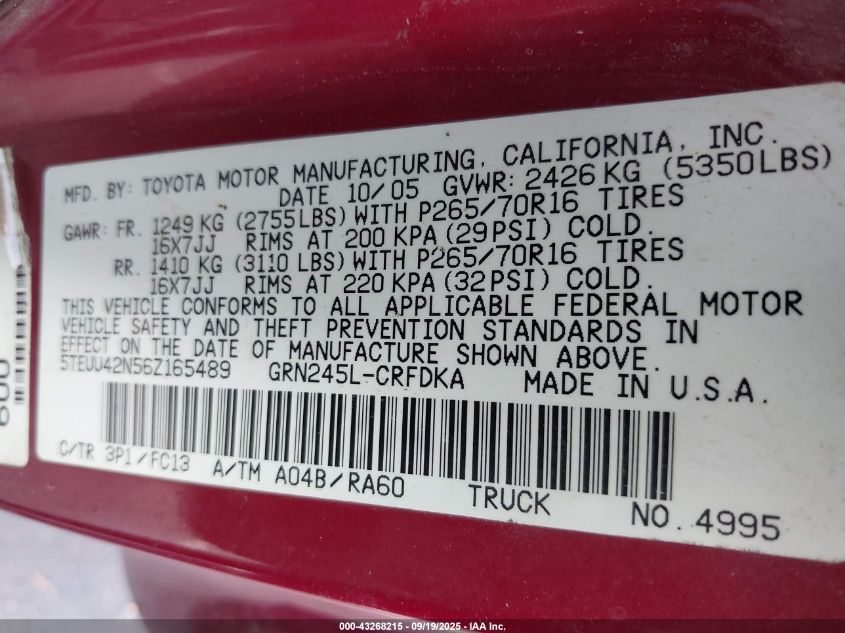 MFD. BY: TOYOTA MOTOR MANUFACTURING, CALIFORNIA, INC.
DATE 10/05 GVWR: 2426 KG (5350LBS)
GAWR: FR. 1249 KG (2755LBS) WITH P265/70R16 TIRES
16X7JJ RIMS AT 200 KPA (29PSI) COLD.
RR. 1410 KG (3110 LBS) WITH P265/70R16 TIRES
16X7JJ RIMS AT 220 KPA (32PSI) COLD.
THIS VEHICLE CONFORMS TO ALL APPLICABLE FEDERAL MOTOR
VEHICLE SAFETY AND THEFT PREVENTION STANDARDS IN
EFFECT ON THE DATE OF MANUFACTURE SHOWN ABOVE.
5TEUU42N56Z165489 GRN245L-CRFDKA MADE IN U.S.A.
C/TR 3P1/FC13 A/TM A04B/RA60 TRUCK NO. 4995
000-43268215 - 09/19/2025 - IAA Inc.